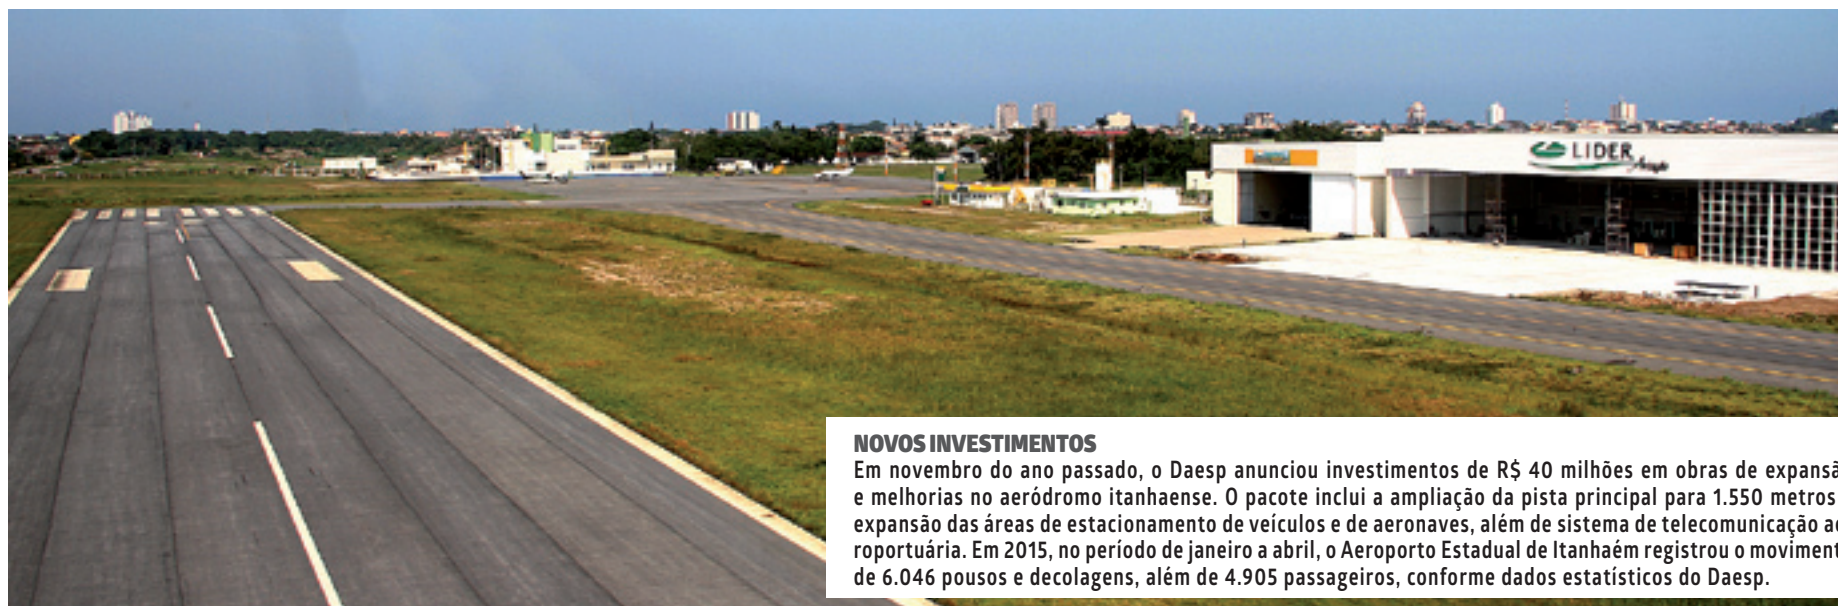 LIDER
NOVOS INVESTIMENTOS
Em novembro do ano passado, o Daesp anunciou investimentos de R$ 40 milhões em obras de expansã
e melhorias no aeródromo itanhaense. O pacote inclui a ampliação da pista principal para 1.550 metros
expansão das áreas de estacionamento de veículos e de aeronaves, além de sistema de telecomunicação ae
roportuária. Em 2015, no período de janeiro a abril, o Aeroporto Estadual de Itanhaém registrou o moviment
de 6.046 pousos e decolagens, além de 4.905 passageiros, conforme dados estatísticos do Daesp.